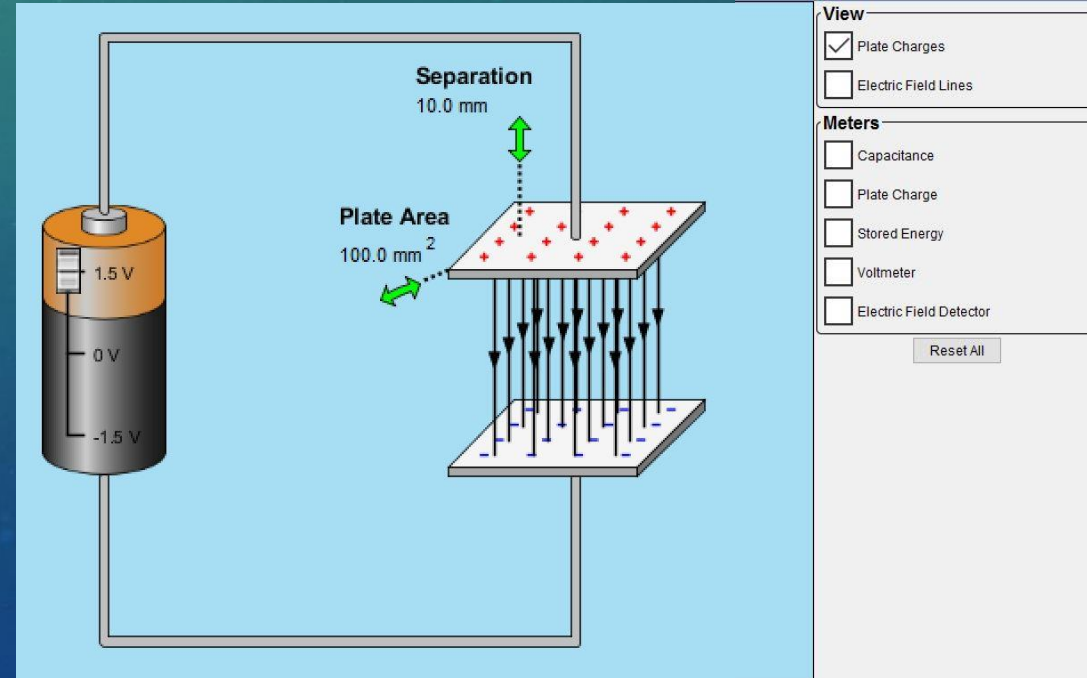 Separation
10.0 mm
Plate Area
100.0 mm 2
1.5 V
0 V
-1.5 V
View
Plate Charges
Electric Field Lines
Meters
Capacitance
Plate Charge
Stored Energy
Voltmeter
Electric Field Detector
Reset All